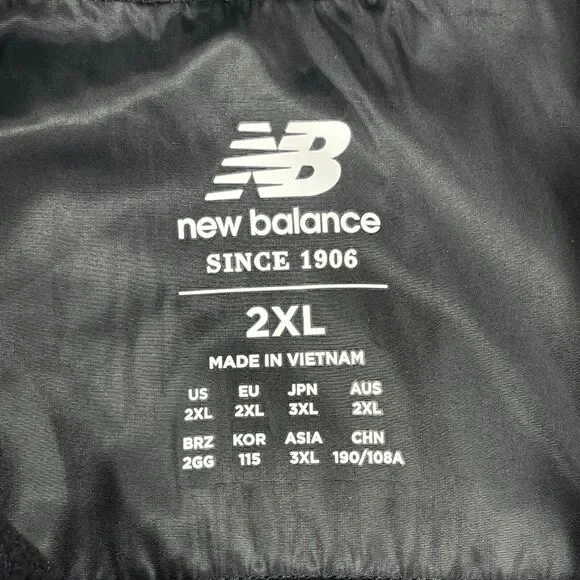 NB
new balance
SINCE 1906
2XL
MADE IN VIETNAM
US EU JPN AUS
2XL 2XL 3XL 2XL
BRZ KOR ASIA CHN
2GG 115 3XL 190/108A